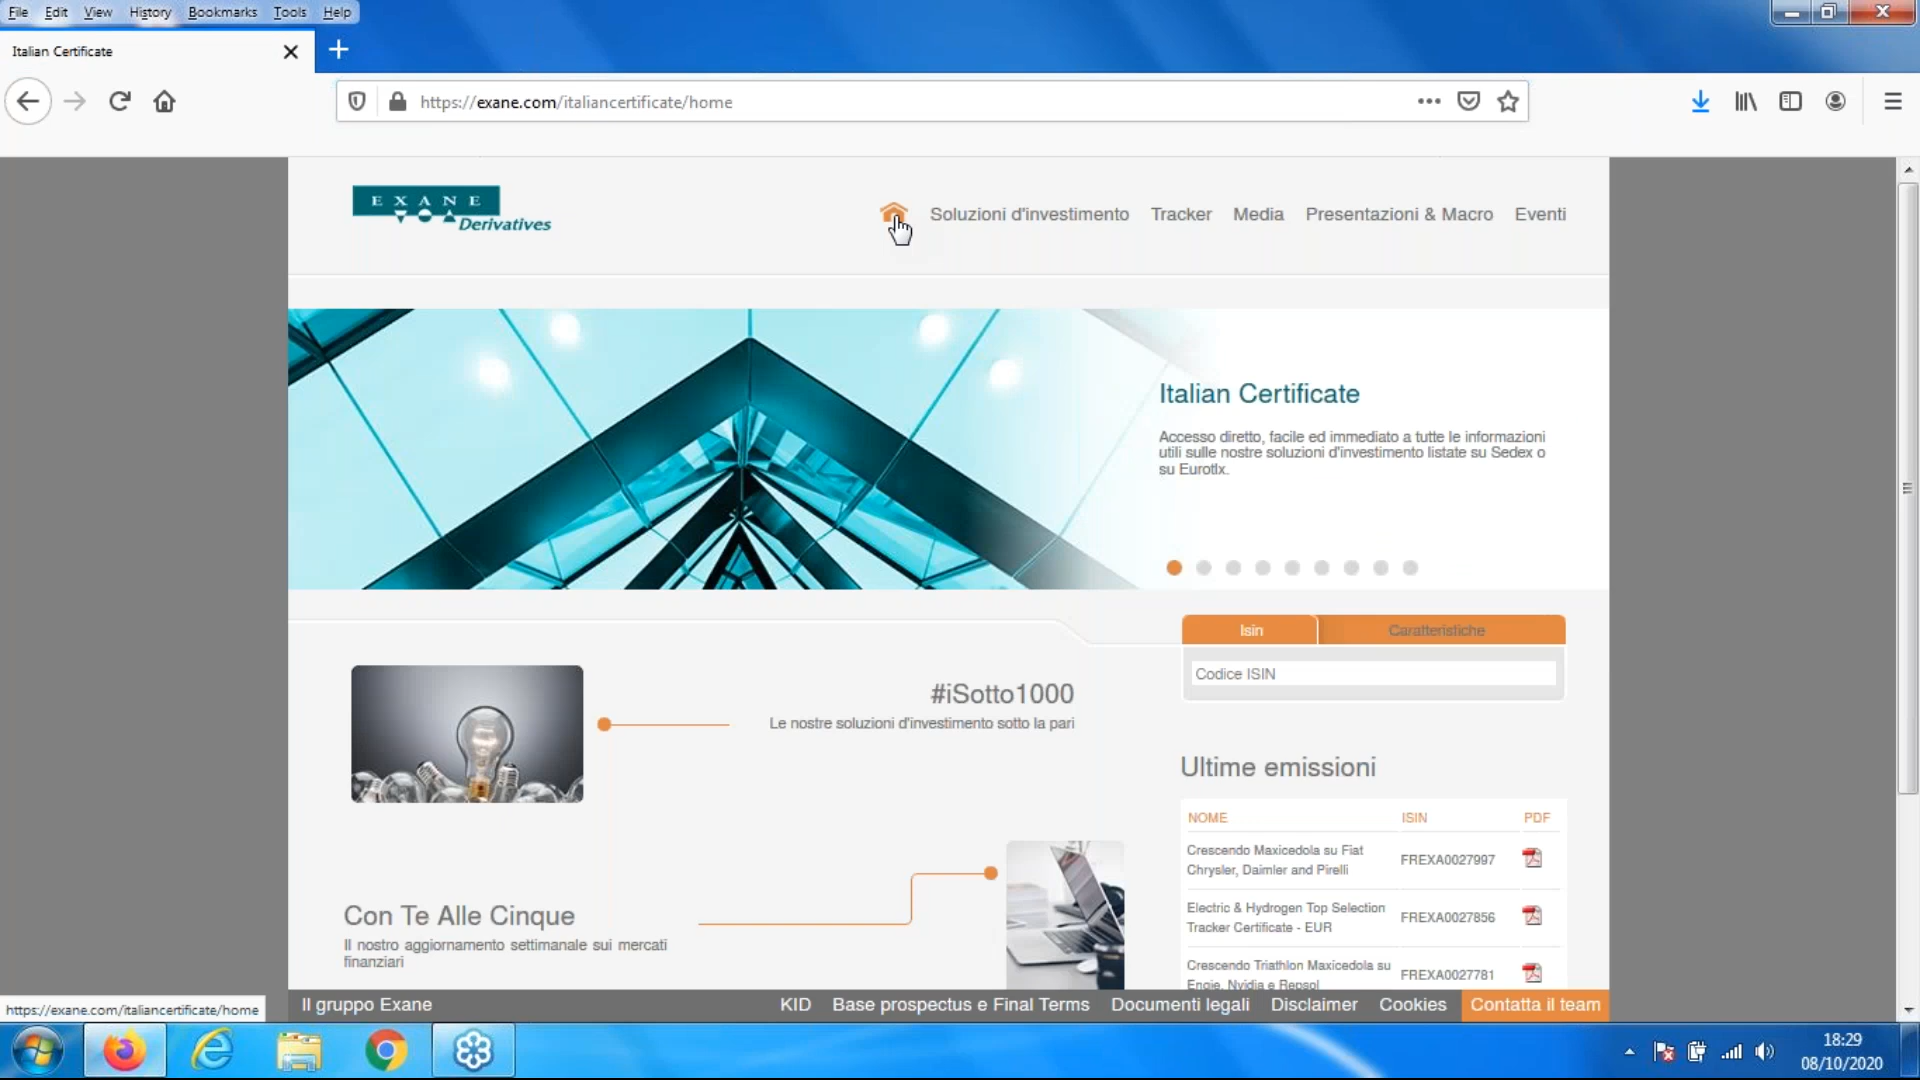 File Edit View History Bookmarks Tools Help
Italian Certificate
https://exane.com/italiancertificate/home
EXANE
Derivatives
Soluzioni d'investimento Tracker Media Presentazioni & Macro Eventi
Italian Certificate
Accesso diretto, facile ed immediato a tutte le informazioni
utili sulle nostre soluzioni d'investimento listate su Sedex o
su Eurotlx.
Isin Caratteristiche
Codice ISIN
#iSotto1000
Le nostre soluzioni d'investimento sotto la pari
Ultime emissioni
NOME ISIN PDF
Crescendo Maxicedola su Fiat
Chrysler, Daimler and Pirelli
FREXA0027997
Electric & Hydrogen Top Selection
Tracker Certificate - EUR
FREXA0027856
Crescendo Triathlon Maxicedola su
Engie, Nvidia e Repsol
FREXA0027781
Con Te Alle Cinque
Il nostro aggiornamento settimanale sui mercati
finanziari
https://exane.com/italiancertificate/home
Il gruppo Exane KID Base prospectus e Final Terms Documenti legali Disclaimer Cookies Contatta il team
18:29
08/10/2020